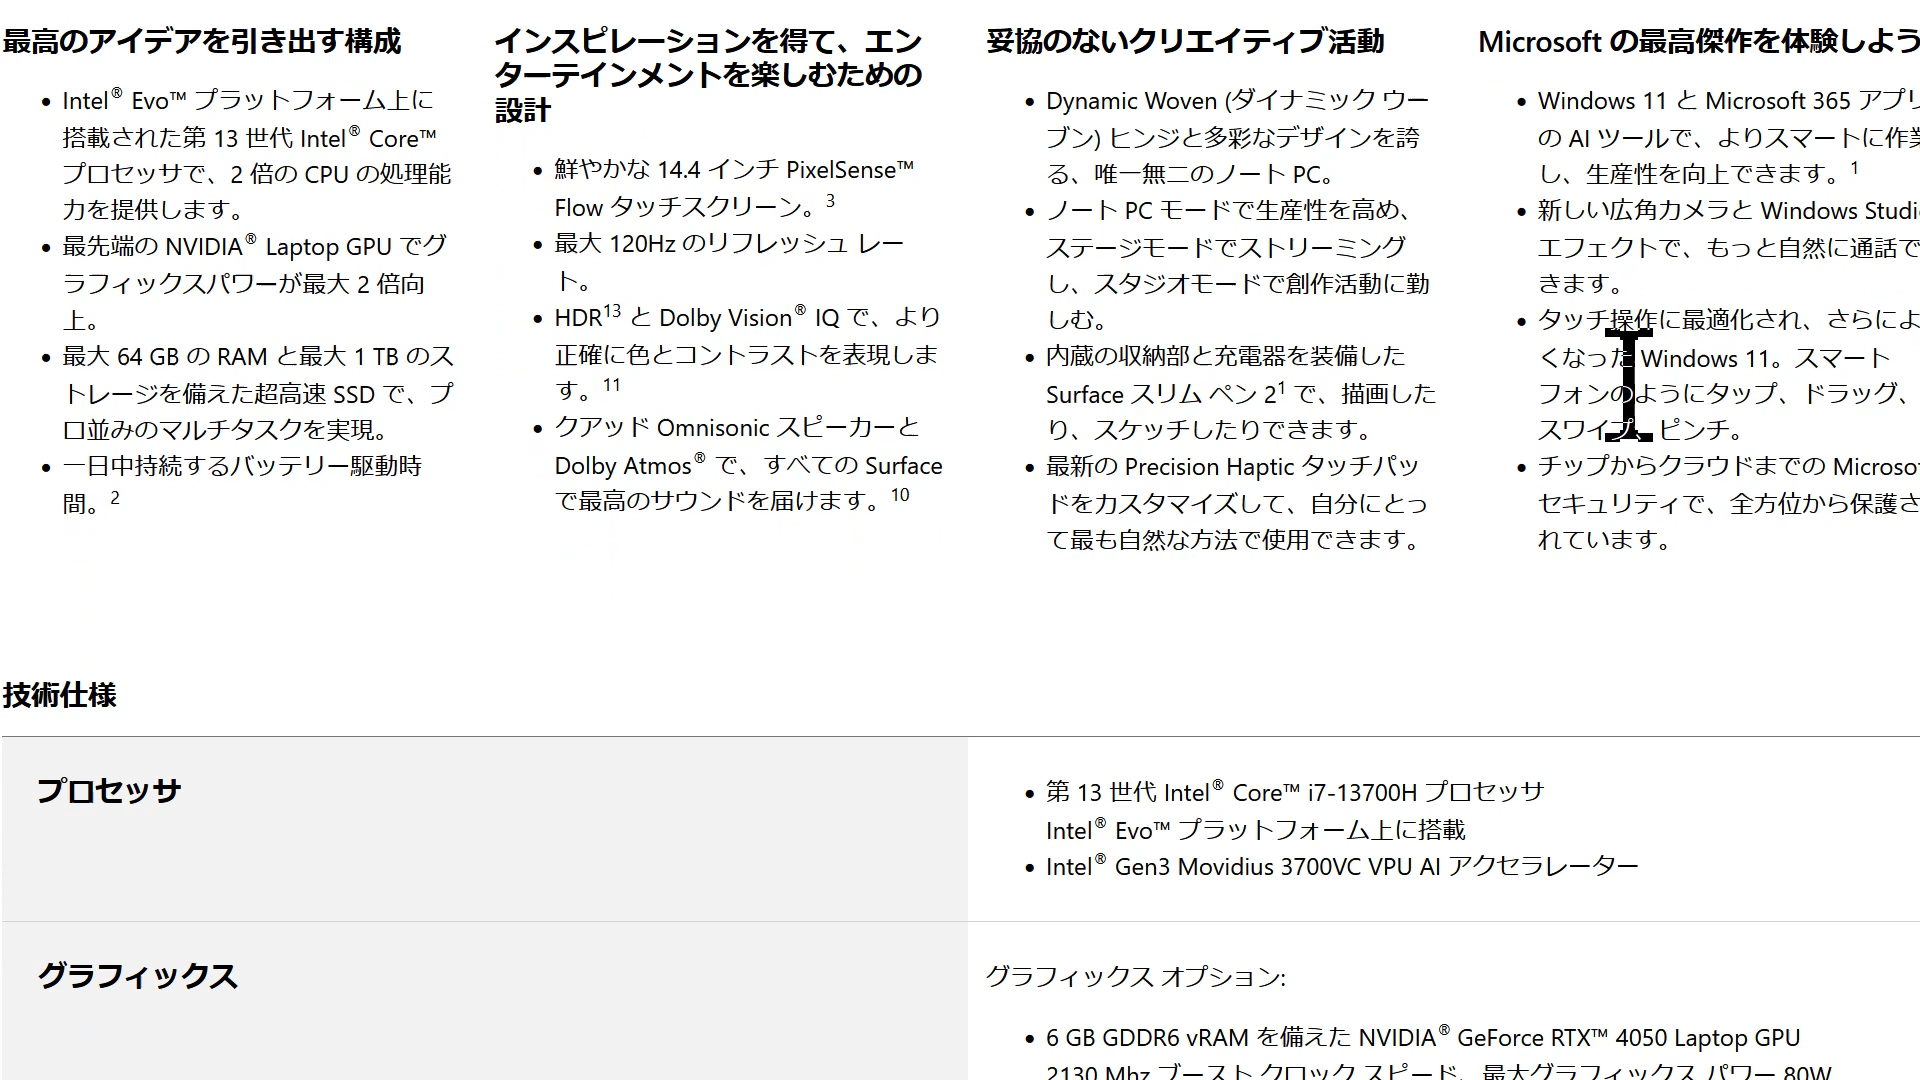 最高のアイデアを引き出す構成
Intel® Evo™ プラットフォーム上に
搭載された第 13 世代 Intel® Core™
プロセッサで、2 倍の CPU の処理能
力を提供します。
最先端の NVIDIA® Laptop GPU でグ
ラフィックスパワーが最大 2 倍向
上。
最大 64 GB の RAM と最大 1 TB のス
トレージを備えた超高速 SSD で、プ
ロ並みのマルチタスクを実現。
一日中持続するバッテリー駆動時
間。2
インスピレーションを得て、エン
ターテインメントを楽しむための
設計
鮮やかな 14.4 インチ PixelSense™
Flow タッチスクリーン。3
最大 120Hz のリフレッシュ レー
ト。
HDR13 と Dolby Vision® IQ で、より
正確に色とコントラストを表現しま
す。11
クアッド Omnisonic スピーカーと
Dolby Atmos® で、すべての Surface
で最高のサウンドを届けます。10
妥協のないクリエイティブ活動
Dynamic Woven (ダイナミック ウー
ブン) ヒンジと多彩なデザインを誇
る、唯一無二のノート PC。
ノート PC モードで生産性を高め、
ステージモードでストリーミング
し、スタジオモードで創作活動に勤
しむ。
内蔵の収納部と充電器を装備した
Surface スリム ペン 21 で、描画した
り、スケッチしたりできます。
最新の Precision Haptic タッチパッ
ドをカスタマイズして、自分にとっ
て最も自然な方法で使用できます。
Microsoft の最高傑作を体験しよう
Windows 11 と Microsoft 365 アプリ
の AI ツールで、よりスマートに作業
し、生産性を向上できます。1
新しい広角カメラと Windows Studio
エフェクトで、もっと自然に通話で
きます。
タッチ操作に最適化され、さらによ
くなった Windows 11。スマート
フォンのようにタップ、ドラッグ、
スワイプ、ピンチ。
チップからクラウドまでの Microsoft
セキュリティで、全方位から保護さ
れています。
技術仕様
プロセッサ
第 13 世代 Intel® Core™ i7-13700H プロセッサ
Intel® Evo™ プラットフォーム上に搭載
Intel® Gen3 Movidius 3700VC VPU AI アクセラレーター
グラフィックス
グラフィックス オプション:
6 GB GDDR6 vRAM を備えた NVIDIA® GeForce RTX™ 4050 Laptop GPU
2130 Mhz ブースト クロック スピード、最大グラフィックス パワー 80W